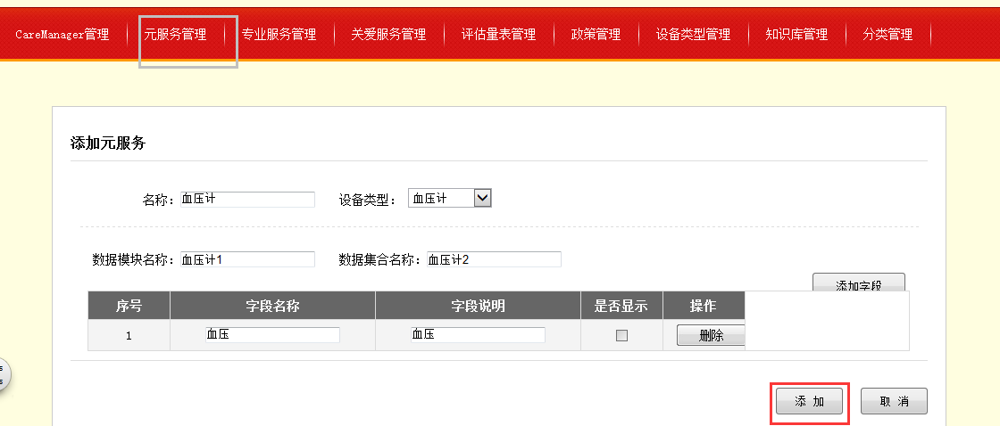 CareManager管理 元服务管理 专业服务管理 关爱服务管理 评估量表管理 政策管理 设备类型管理 知识库管理 分类管理
添加元服务
名称: 血压计 设备类型: 血压计
数据模块名称: 血压计1 数据集合名称: 血压计2
添加字段
序号 字段名称 字段说明 是否显示 操作
1 血压 血压 删除
s
s
添 加 取 消